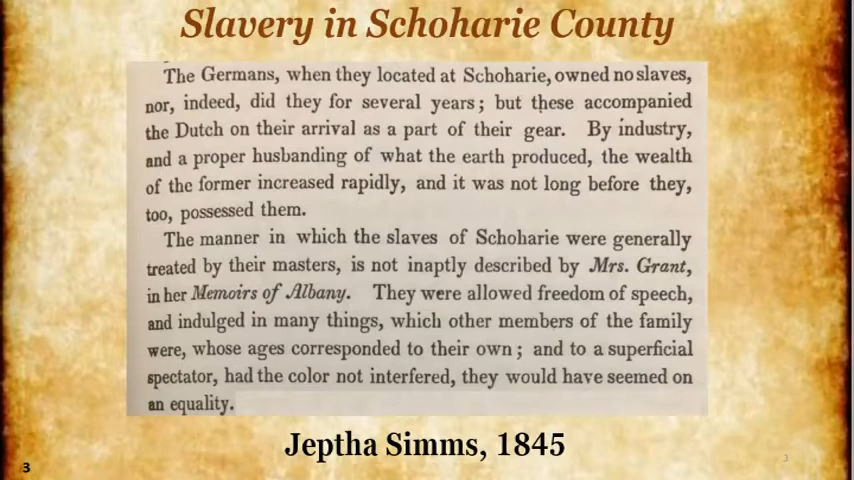 Slavery in Schoharie County
The Germans, when they located at Schoharie, owned no slaves,
nor, indeed, did they for several years; but these accompanied
the Dutch on their arrival as a part of their gear. By industry,
and a proper husbanding of what the earth produced, the wealth
of the former increased rapidly, and it was not long before they,
too, possessed them.
The manner in which the slaves of Schoharie were generally
treated by their masters, is not inaptly described by Mrs. Grant,
in her Memoirs of Albany. They were allowed freedom of speech,
and indulged in many things, which other members of the family
were, whose ages corresponded to their own; and to a superficial
spectator, had the color not interfered, they would have seemed on
an equality.
Jeptha Simms, 1845
3
3